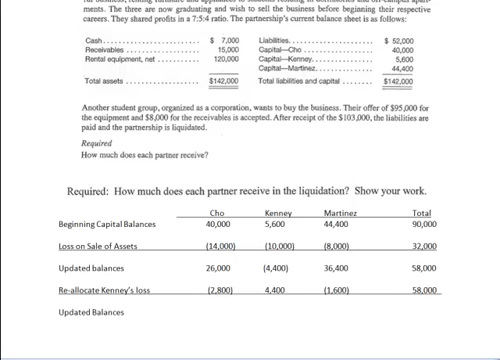 ments. The three are now graduating and wish to sell the business before beginning their respective
careers. They shared profits in a 7:5:4 ratio. The partnership's current balance sheet is as follows:
Cash. . . . . . . . . . . . . . . . . . . . . . . . $ 7,000 Liabilities. . . . . . . . . . . . . . . . . . . . . $ 52,000
Receivables . . . . . . . . . . . . . . . . . . 15,000 Capital—Cho . . . . . . . . . . . . . . . . . 40,000
Rental equipment, net . . . . . . . . . . 120,000 Capital—Kenney. . . . . . . . . . . . . . . 5,600
Capital—Martinez. . . . . . . . . . . . . . 44,400
Total assets . . . . . . . . . . . . . . . . . . $142,000 Total liabilities and capital . . . . . . . . $142,000
Another student group, organized as a corporation, wants to buy the business. Their offer of $95,000 for
the equipment and $8,000 for the receivables is accepted. After receipt of the $103,000, the liabilities are
paid and the partnership is liquidated.
Required
How much does each partner receive?
Required: How much does each partner receive in the liquidation? Show your work.
Cho Kenney Martinez Total
Beginning Capital Balances 40,000 5,600 44,400 90,000
Loss on Sale of Assets (14,000) (10,000) (8,000) 32,000
Updated balances 26,000 (4,400) 36,400 58,000
Re-allocate Kenney's loss (2,800) 4,400 (1,600) 58,000
Updated Balances